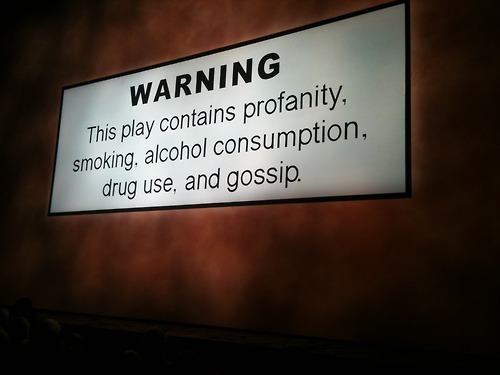 WARNING
This play contains profanity,
smoking, alcohol consumption,
drug use, and gossip.